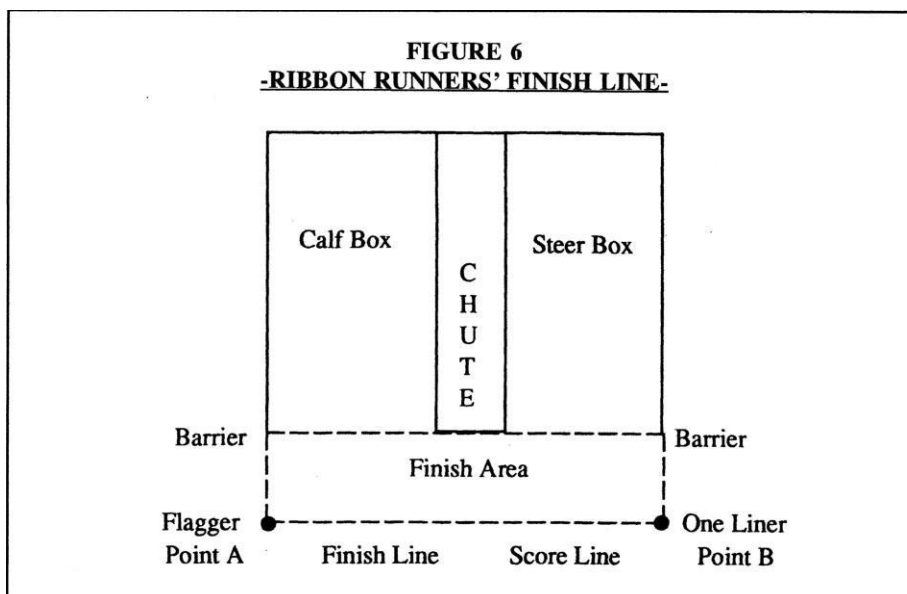 FIGURE 6
-RIBBON RUNNERS' FINISH LINE-
Calf Box
Steer Box
C
H
U
T
E
Barrier
Barrier
Finish Area
Flagger
Point A
Finish Line
Score Line
One Liner
Point B